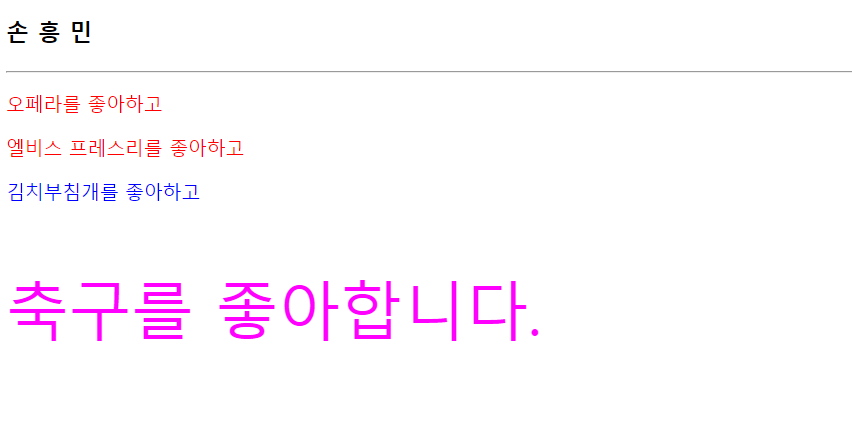 손 흥 민
오페라를 좋아하고
엘비스 프레스리를 좋아하고
김치부침개를 좋아하고
축구를 좋아합니다.